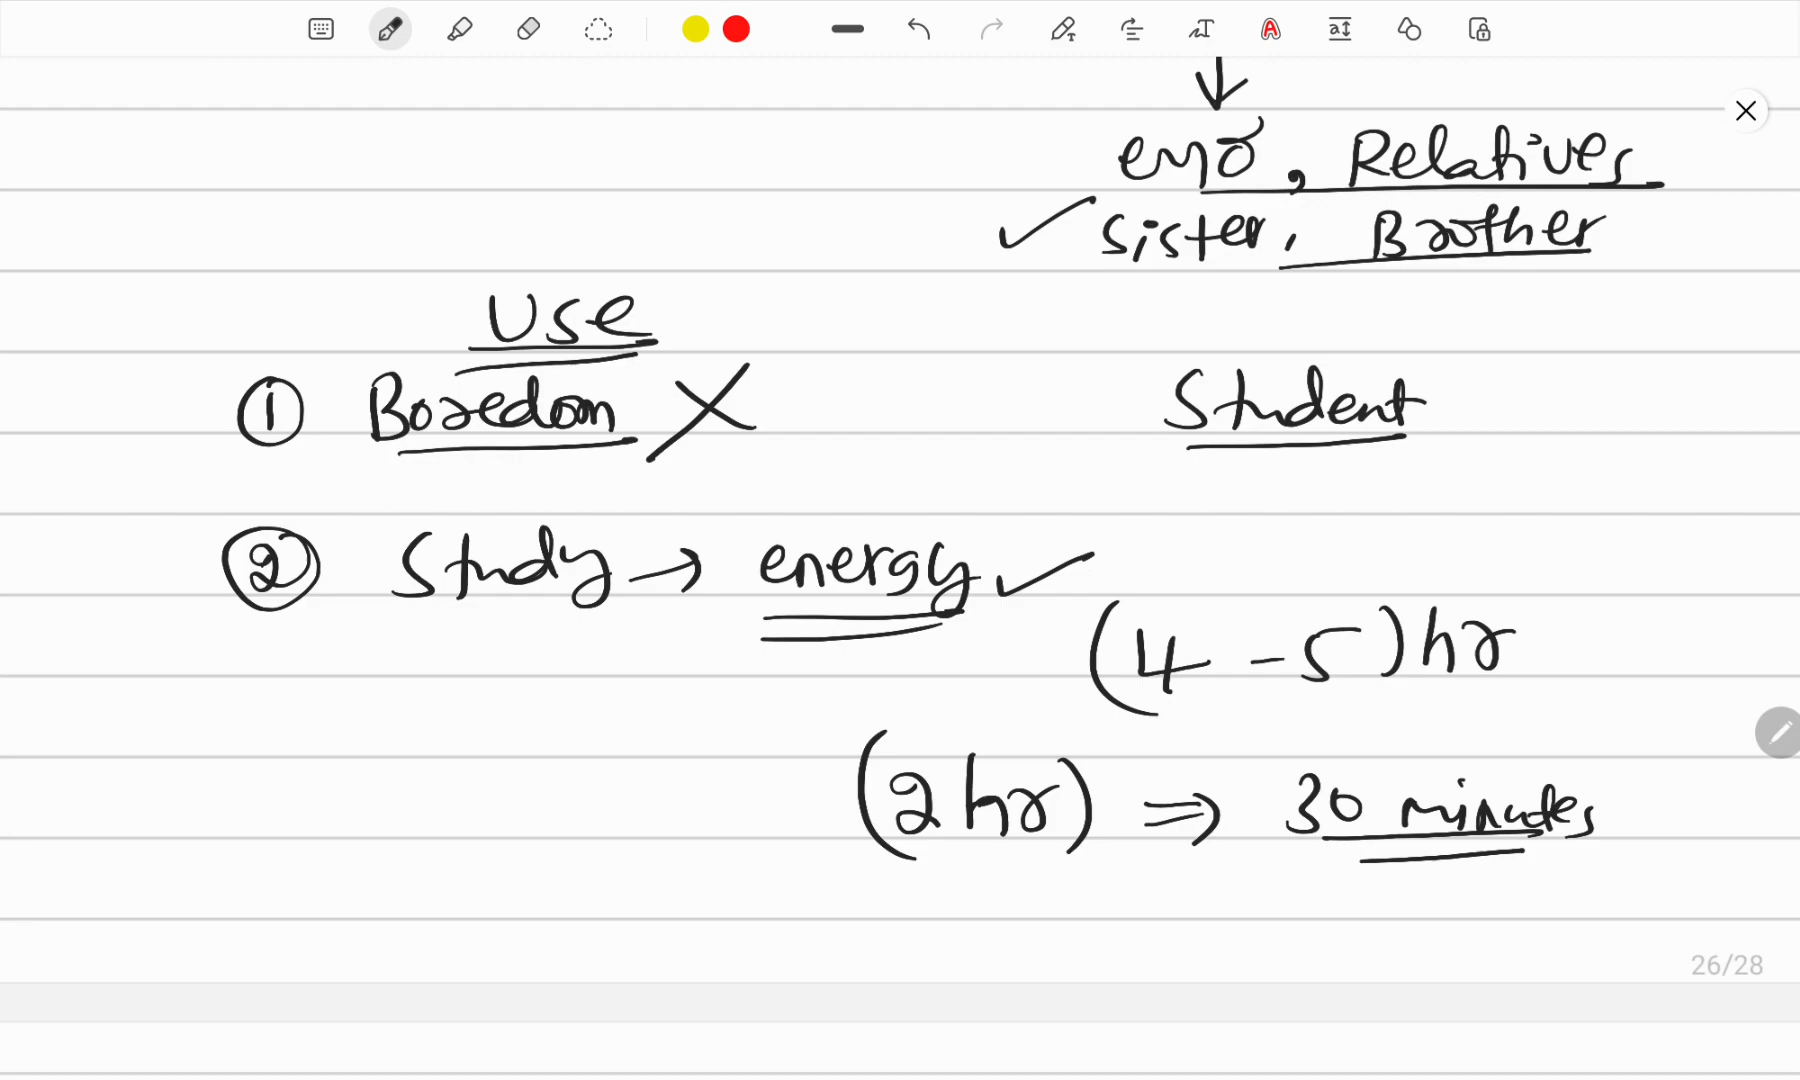 Relatives
✓ Sister, Brother
Use
① Boredom ✗
Student
② Study → energy ✓
(4 - 5) hr
(2 hr) ⇒ 30 minutes
26/28